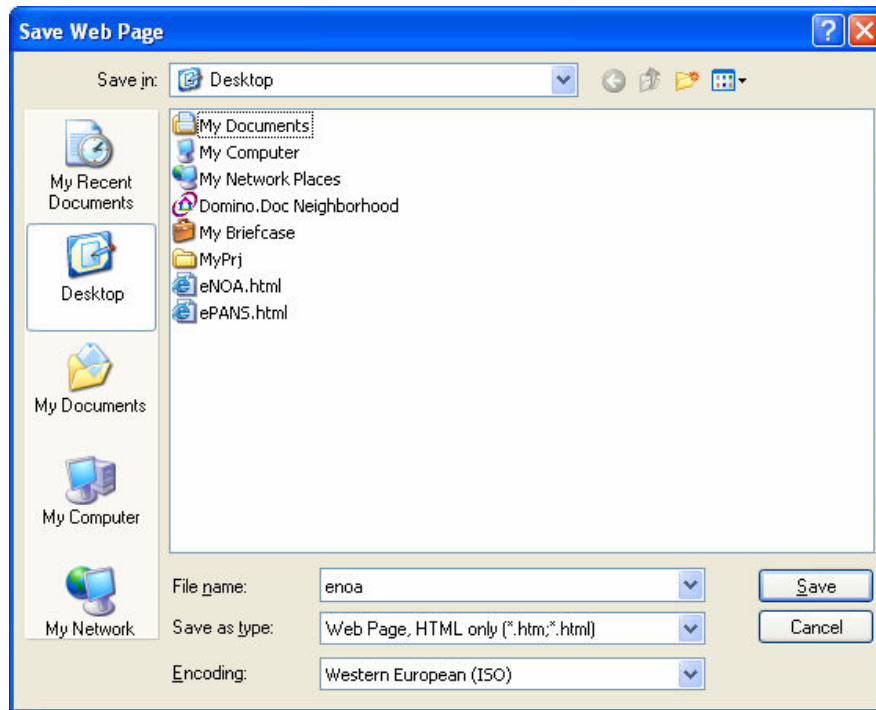 Save Web Page
Save in:
Desktop
My Recent
Documents
Desktop
My Documents
My Computer
My Network
My Documents
My Computer
My Network Places
Domino.Doc Neighborhood
My Briefcase
MyPrj
eNOA.html
ePANS.html
File name:
enoa
Save
Save as type:
Web Page, HTML only (*.htm;*.html)
Cancel
Encoding:
Western European (ISO)